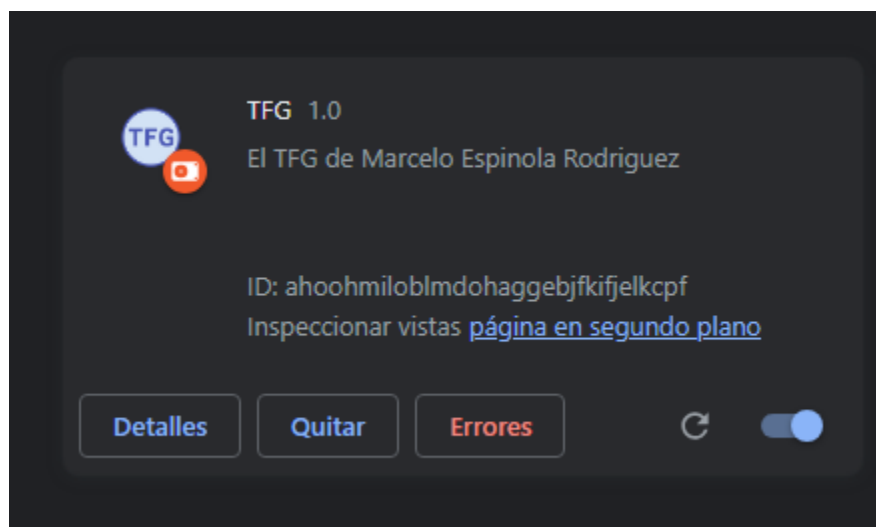 TFG
TFG 1.0
El TFG de Marcelo Espinola Rodriguez
ID: ahoohmiloblmdohaggebjfkifjelkcpf
Inspeccionar vistas página en segundo plano
Detalles
Quitar
Errores